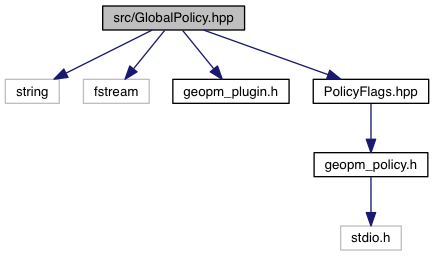 src/GlobalPolicy.hpp
string
fstream
geopm_plugin.h
PolicyFlags.hpp
geopm_policy.h
stdio.h